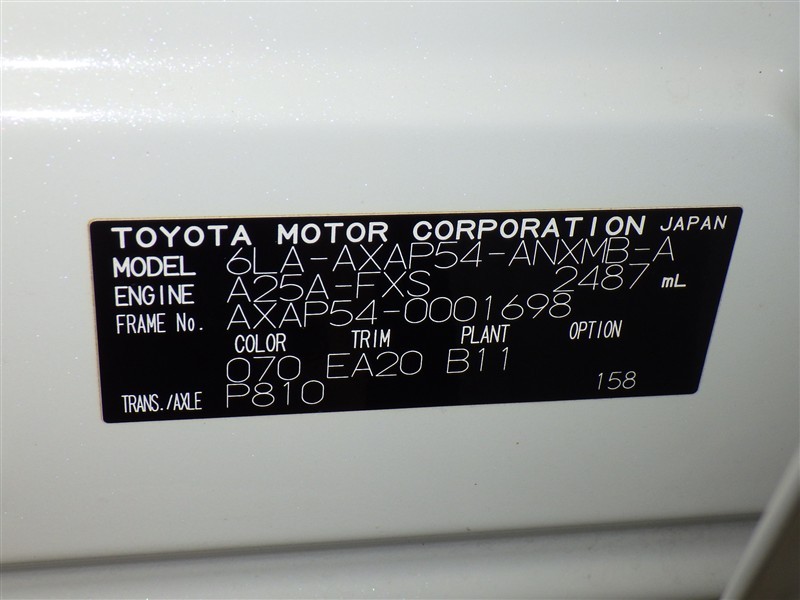 TOYOTA MOTOR CORPORATION JAPAN
MODEL 6LA-AXAP54-ANXMB-A
ENGINE A25A-FXS 2487 mL
FRAME No. AXAP54-0001698
COLOR TRIM PLANT OPTION
070 EA20 B11
TRANS./AXLE P810 158